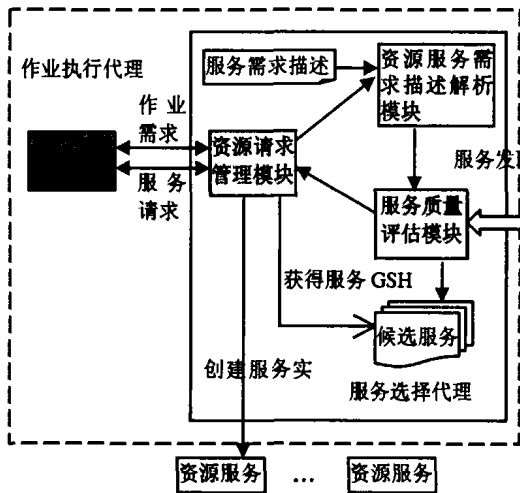 作业执行代理
服务需求描述
资源服务需
求描述解析
模块
作 业
需求
服 务
请求
资源请求
管理模块
服务发
服务质量
评估模块
获得服务 GSH
候选服务
创建服务实
服务选择代理
资源服务 … 资源服务